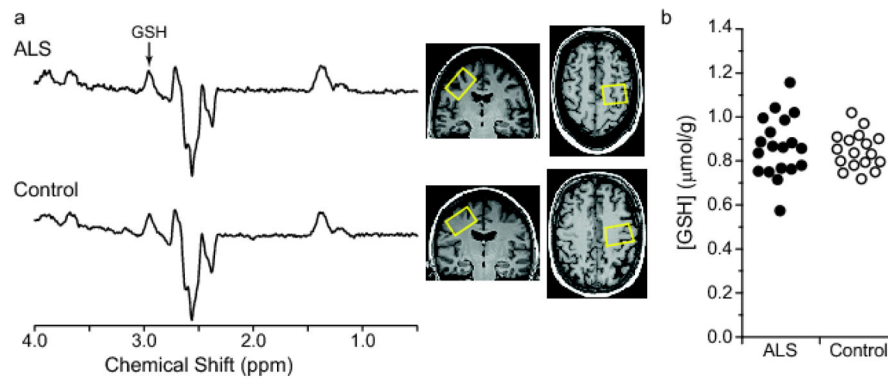 a
GSH
ALS
Control
4.0 3.0 2.0 1.0
Chemical Shift (ppm)
b
1.4
1.2
1.0
0.8
0.6
0.4
0.2
0.0
[GSH] (μmol/g)
ALS Control